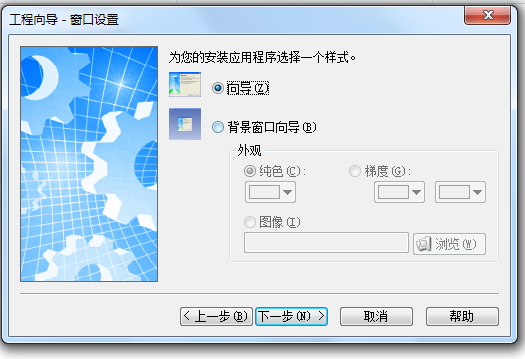 工程向导 - 窗口设置
为您的安装应用程序选择一个样式。
向导(Z)
背景窗口向导(B)
外观
纯色(C):
梯度(G):
图像(I)
浏览(W)
< 上一步(B)
下一步(N) >
取消
帮助